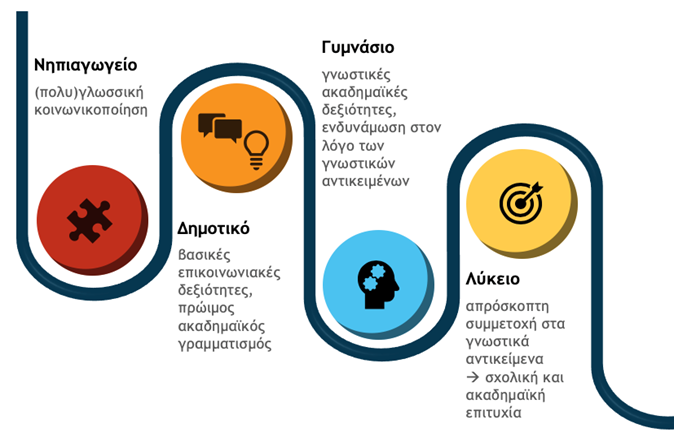 Νηπιαγωγείο
(πολυ)γλωσσική
κοινωνικοποίηση
Δημοτικό
βασικές
επικοινωνιακές
δεξιότητες,
πρώιμος
ακαδημαϊκός
γραμματισμός
Γυμνάσιο
γνωστικές
ακαδημαϊκές
δεξιότητες,
ενδυνάμωση στον
λόγο των
γνωστικών
αντικειμένων
Λύκειο
απρόσκοπτη
συμμετοχή στα
γνωστικά
αντικείμενα
→ σχολική και
ακαδημαϊκή
επιτυχία